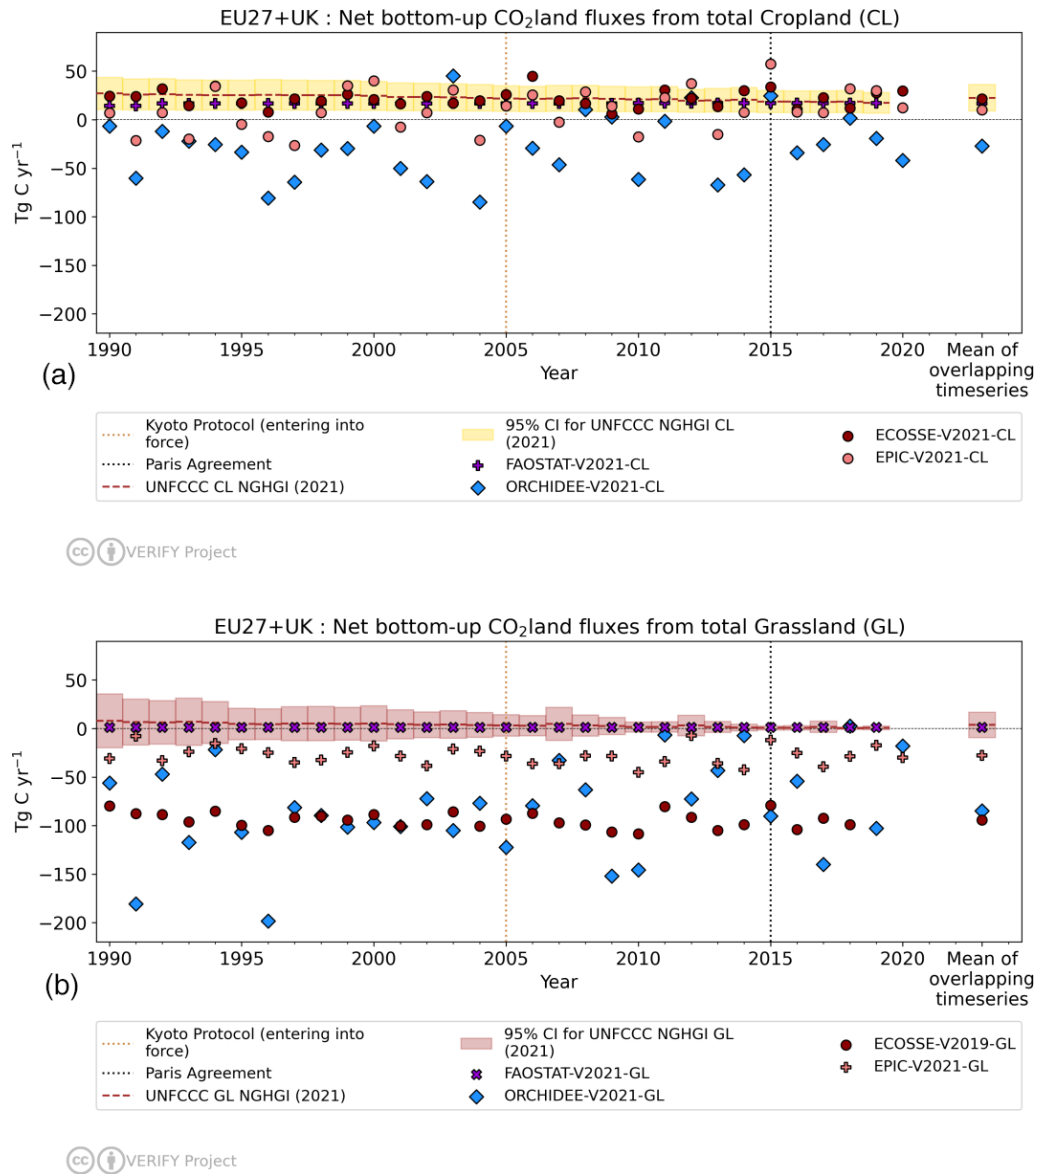 EU27+UK : Net bottom-up CO₂land fluxes from total Cropland (CL)
50
0
−50
−100
−150
−200
Tg C yr⁻¹
1990
1995
2000
2005
2010
2015
2020
Mean of
overlapping
timeseries
Year
(a)
Kyoto Protocol (entering into
force)
Paris Agreement
UNFCCC CL NGHGI (2021)
95% CI for UNFCCC NGHGI CL
(2021)
FAOSTAT-V2021-CL
ORCHIDEE-V2021-CL
ECOSSE-V2021-CL
EPIC-V2021-CL
cc VERIFY Project
EU27+UK : Net bottom-up CO₂land fluxes from total Grassland (GL)
50
0
−50
−100
−150
−200
Tg C yr⁻¹
1990
1995
2000
2005
2010
2015
2020
Mean of
overlapping
timeseries
Year
(b)
Kyoto Protocol (entering into
force)
Paris Agreement
UNFCCC GL NGHGI (2021)
95% CI for UNFCCC NGHGI GL
(2021)
FAOSTAT-V2021-GL
ORCHIDEE-V2021-GL
ECOSSE-V2019-GL
EPIC-V2021-GL
cc VERIFY Project